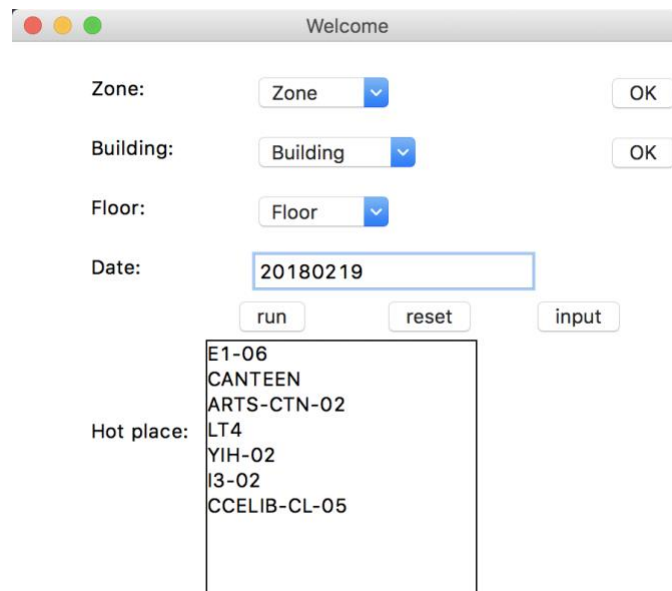 Welcome
Zone: Zone OK
Building: Building OK
Floor: Floor
Date: 20180219
run reset input
Hot place:
E1-06
CANTEEN
ARTS-CTN-02
LT4
YIH-02
I3-02
CCELIB-CL-05